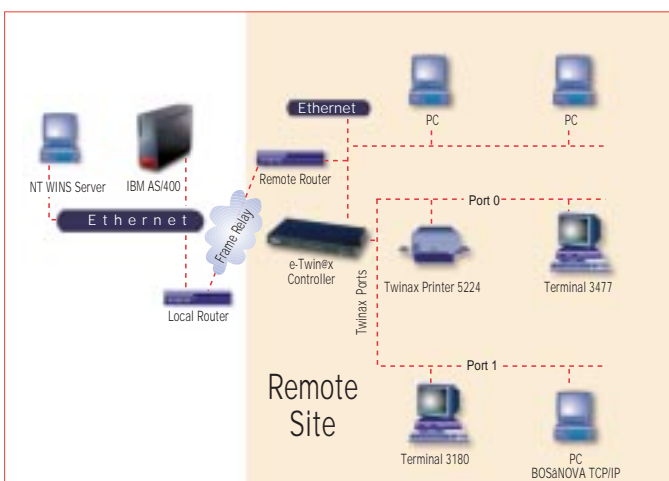 Ethernet
PC
PC
NT WINS Server
IBM AS/400
Remote Router
Ethernet
Frame Relay
Port 0
e-Twin@x
Controller
Twinax Ports
Twinax Printer 5224
Terminal 3477
Local Router
Port 1
Remote
Site
Terminal 3180
PC
BOSâNOVA TCP/IP